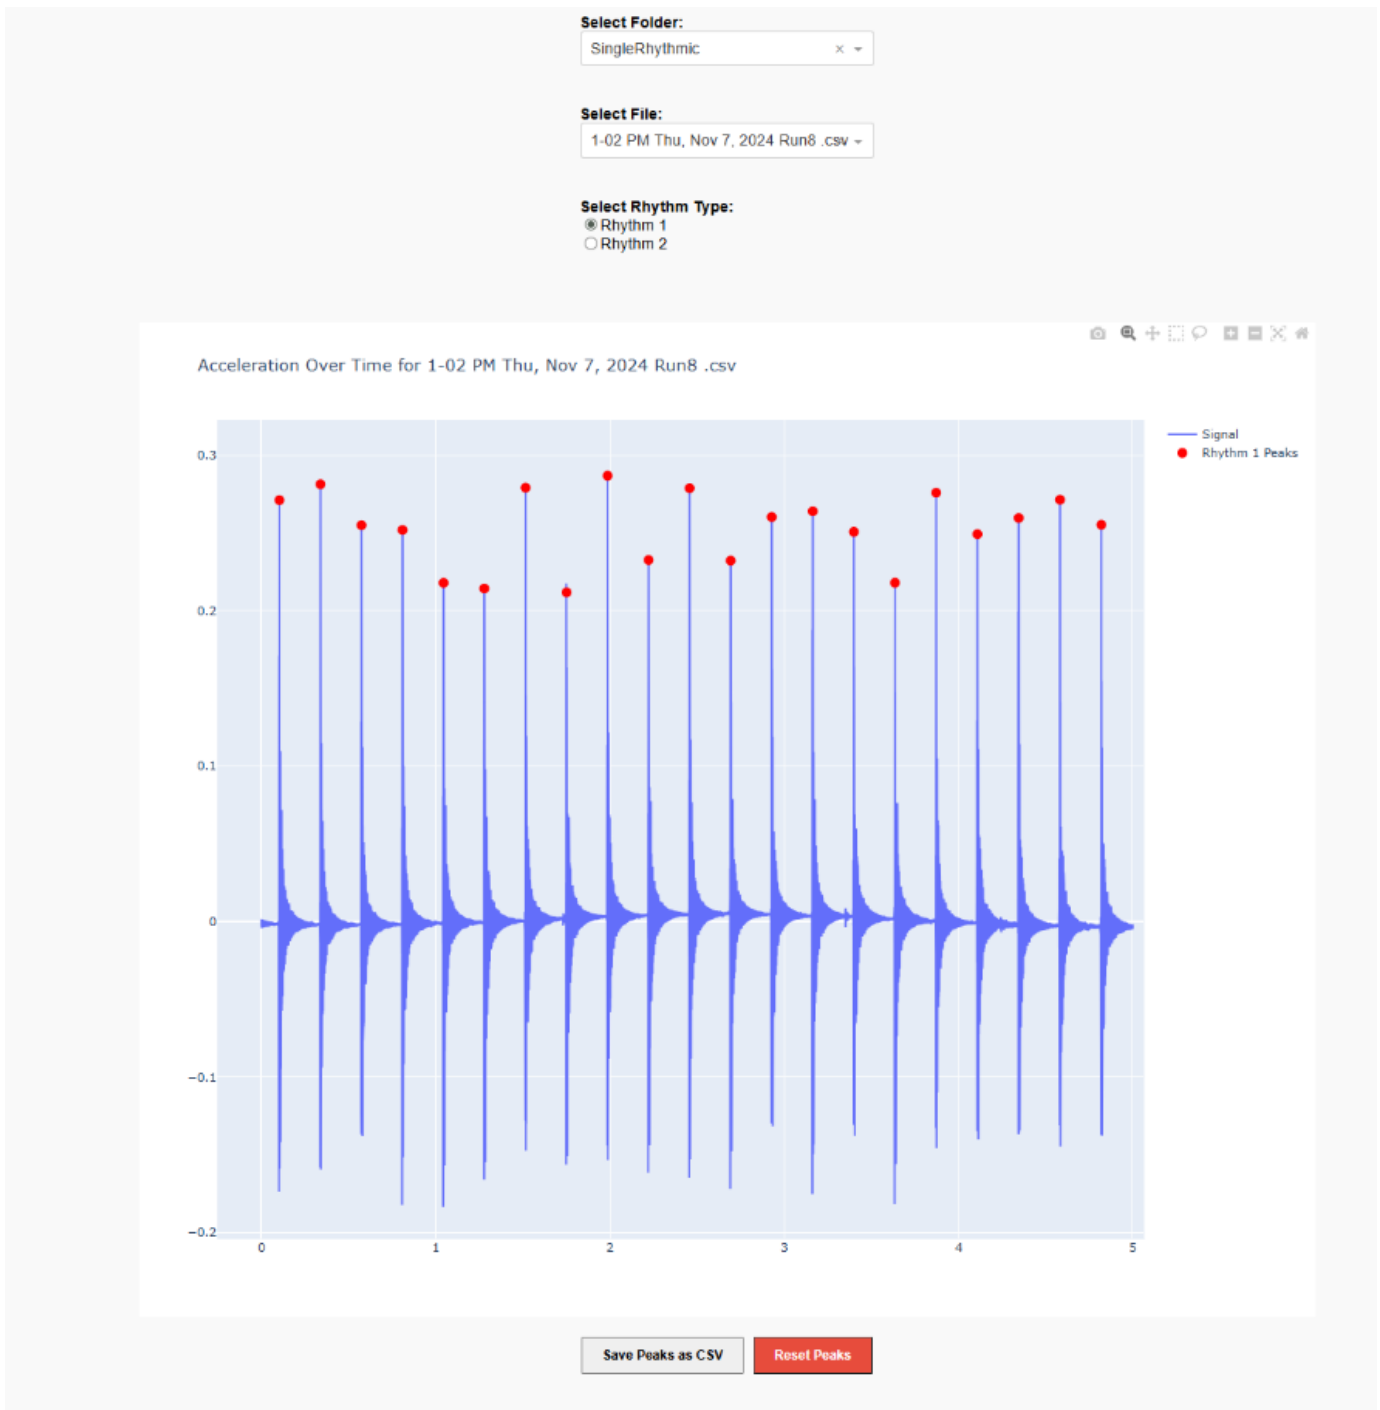 Select Folder:
SingleRhythmic
Select File:
1-02 PM Thu, Nov 7, 2024 Run8 .csv
Select Rhythm Type:
Rhythm 1
Rhythm 2
Acceleration Over Time for 1-02 PM Thu, Nov 7, 2024 Run8 .csv
Signal
Rhythm 1 Peaks
0.3
0.2
0.1
0
−0.1
−0.2
0 1 2 3 4 5
Save Peaks as CSV Reset Peaks